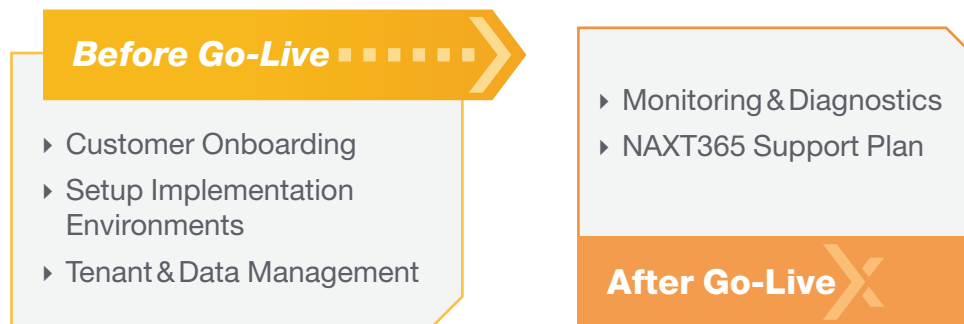 Before Go-Live
Customer Onboarding
Setup Implementation
Environments
Tenant & Data Management
Monitoring & Diagnostics
NAXT365 Support Plan
After Go-Live